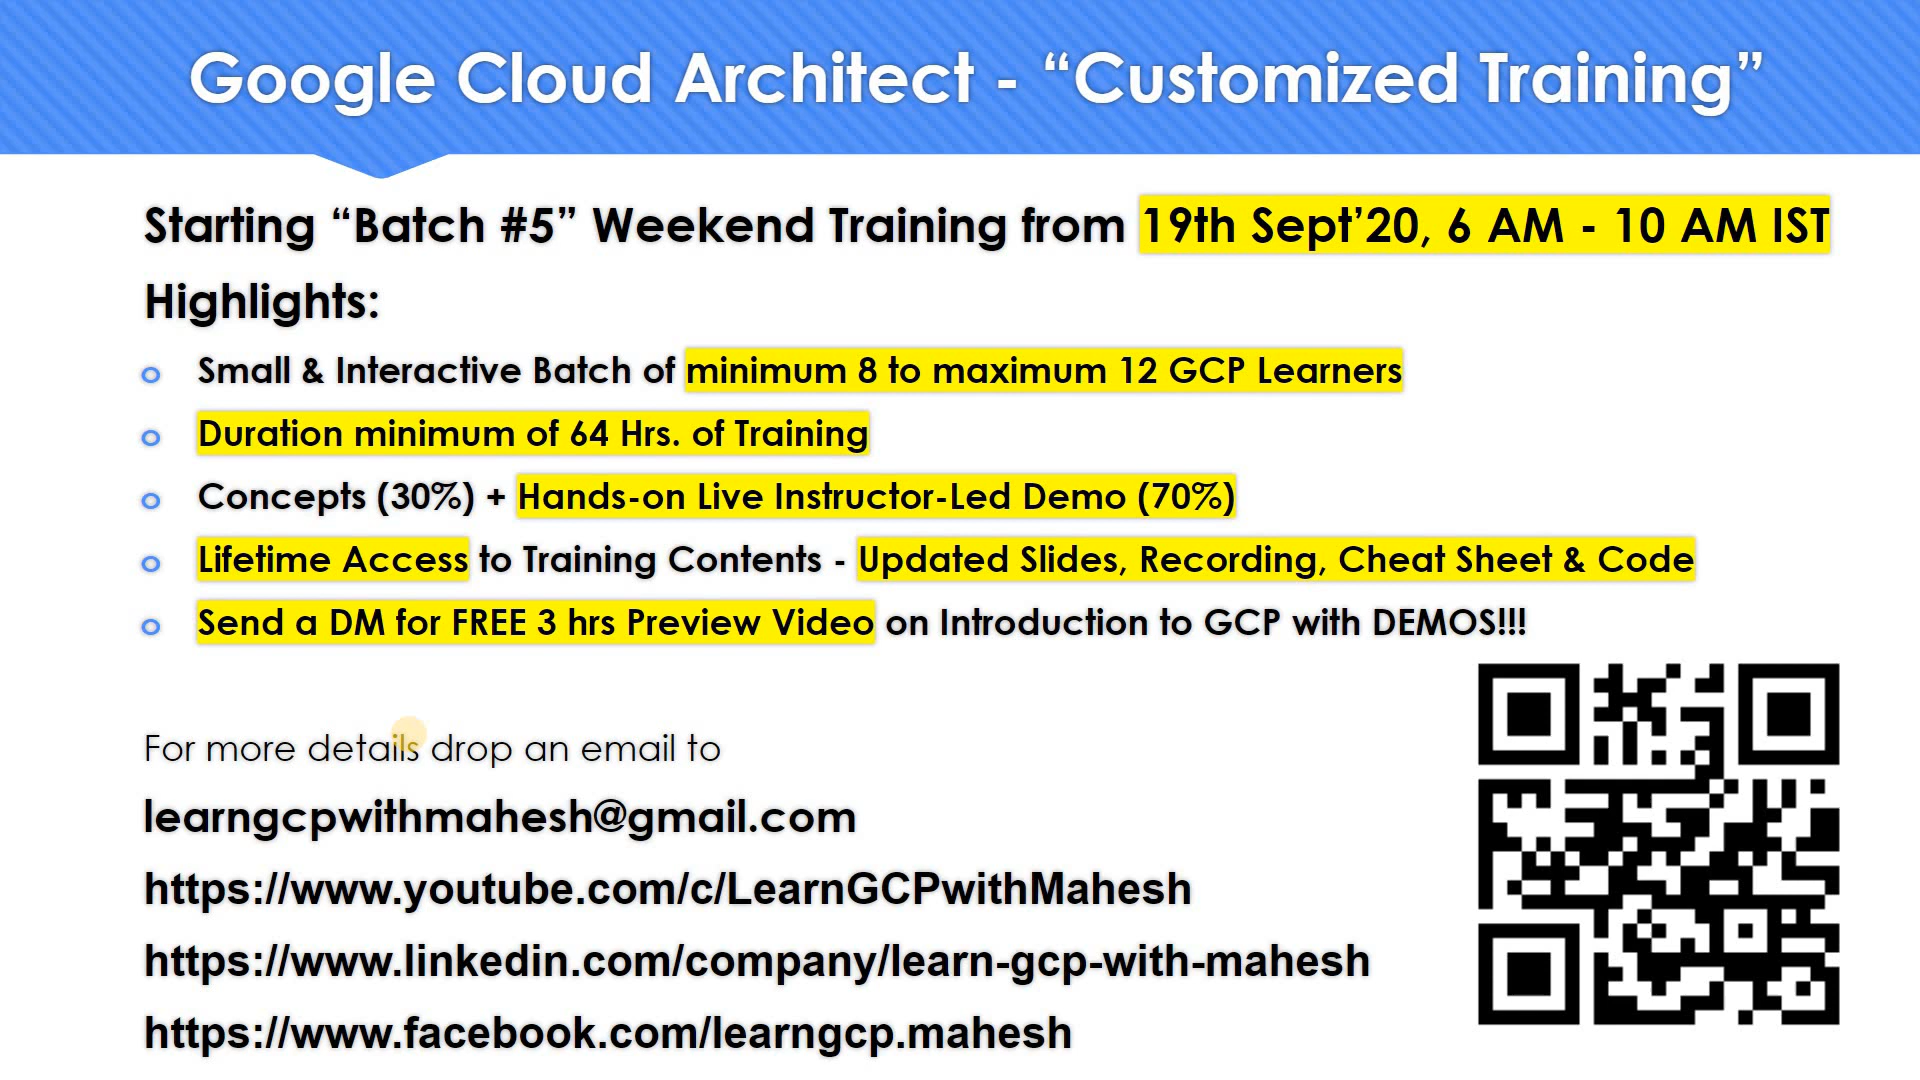 Google Cloud Architect - “Customized Training”
Starting “Batch #5” Weekend Training from 19th Sept’20, 6 AM - 10 AM IST
Highlights:
Small & Interactive Batch of minimum 8 to maximum 12 GCP Learners
Duration minimum of 64 Hrs. of Training
Concepts (30%) + Hands-on Live Instructor-Led Demo (70%)
Lifetime Access to Training Contents - Updated Slides, Recording, Cheat Sheet & Code
Send a DM for FREE 3 hrs Preview Video on Introduction to GCP with DEMOS!!!
For more details drop an email to
learngcpwithmahesh@gmail.com
https://www.youtube.com/c/LearnGCPwithMahesh
https://www.linkedin.com/company/learn-gcp-with-mahesh
https://www.facebook.com/learngcp.mahesh